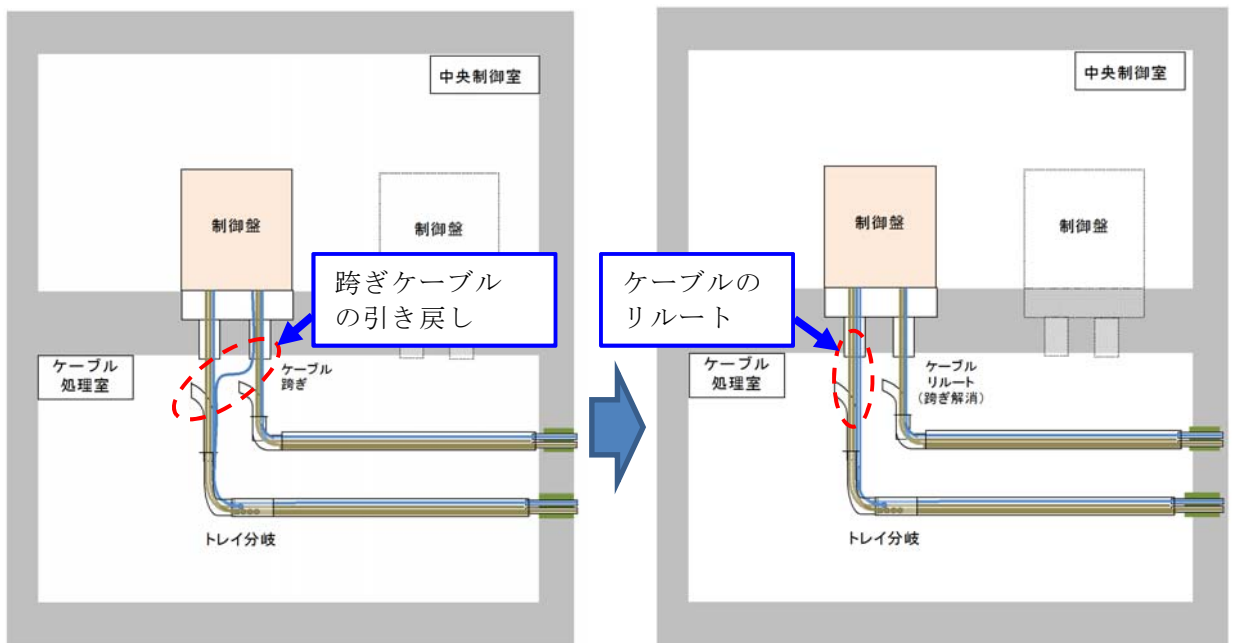 中央制御室
制御盤
制御盤
跨ぎケーブル
の引き戻し
ケーブル
処理室
ケーブル
跨ぎ
トレイ分岐
中央制御室
制御盤
制御盤
ケーブルの
リルート
ケーブル
処理室
ケーブル
リルート
（跨ぎ解消）
トレイ分岐